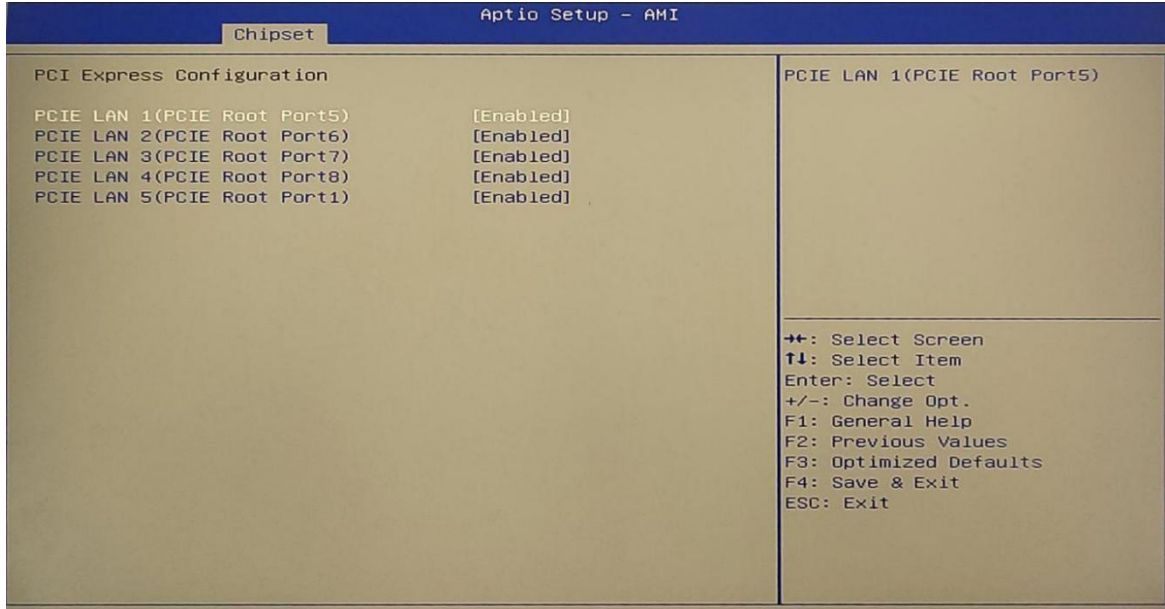 Aptio Setup – AMI
Chipset
PCI Express Configuration
PCIE LAN 1(PCIE Root Port5) [Enabled]
PCIE LAN 2(PCIE Root Port6) [Enabled]
PCIE LAN 3(PCIE Root Port7) [Enabled]
PCIE LAN 4(PCIE Root Port8) [Enabled]
PCIE LAN 5(PCIE Root Port1) [Enabled]
PCIE LAN 1(PCIE Root Port5)
→←: Select Screen
↑↓: Select Item
Enter: Select
+/-: Change Opt.
F1: General Help
F2: Previous Values
F3: Optimized Defaults
F4: Save & Exit
ESC: Exit